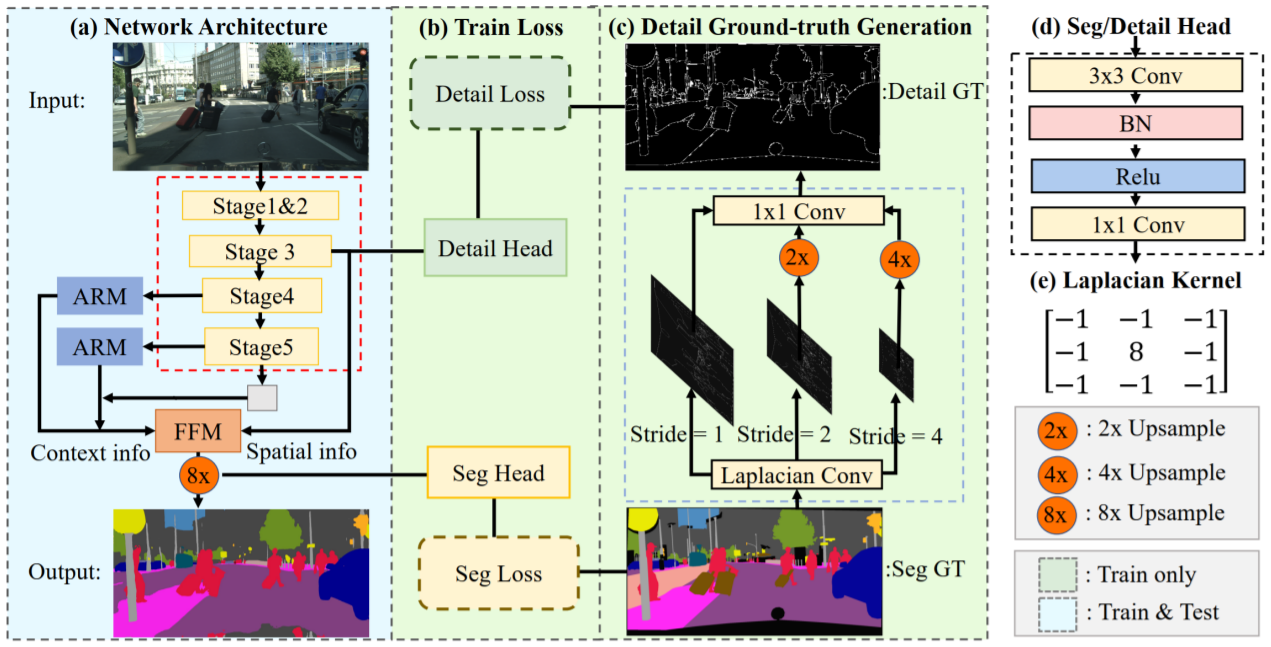 (a) Network Architecture
Input:
Stage1&2
Stage 3
Stage4
Stage5
ARM
ARM
FFM
Context info
Spatial info
8x
Output:
(b) Train Loss
Detail Loss
Detail Head
Seg Head
Seg Loss
(c) Detail Ground-truth Generation
:Detail GT
1x1 Conv
2x
4x
Stride = 1
Stride = 2
Stride = 4
Laplacian Conv
:Seg GT
(d) Seg/Detail Head
3x3 Conv
BN
Relu
1x1 Conv
(e) Laplacian Kernel
−1 −1 −1
−1 8 −1
−1 −1 −1
2x : 2x Upsample
4x : 4x Upsample
8x : 8x Upsample
: Train only
: Train & Test